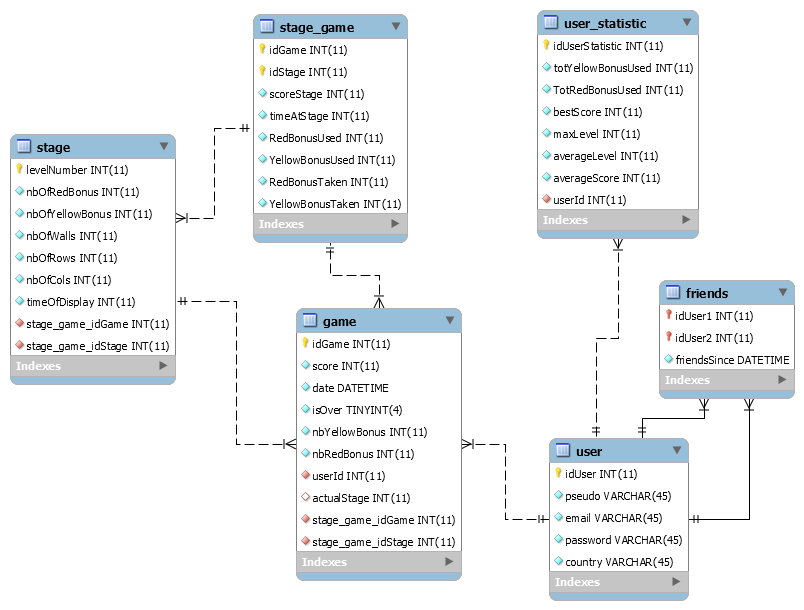 stage_game
idGame INT(11)
idStage INT(11)
scoreStage INT(11)
timeAtStage INT(11)
RedBonusUsed INT(11)
YellowBonusUsed INT(11)
RedBonusTaken INT(11)
YellowBonusTaken INT(11)
Indexes
user_statistic
idUserStatistic INT(11)
totYellowBonusUsed INT(11)
TotRedBonusUsed INT(11)
bestScore INT(11)
maxLevel INT(11)
averageLevel INT(11)
averageScore INT(11)
userId INT(11)
Indexes
stage
levelNumber INT(11)
nbOfRedBonus INT(11)
nbOfYellowBonus INT(11)
nbOfWalls INT(11)
nbOfRows INT(11)
nbOfCols INT(11)
timeOfDisplay INT(11)
stage_game_idGame INT(11)
stage_game_idStage INT(11)
Indexes
game
idGame INT(11)
score INT(11)
date DATETIME
isOver TINYINT(4)
nbYellowBonus INT(11)
nbRedBonus INT(11)
userId INT(11)
actualStage INT(11)
stage_game_idGame INT(11)
stage_game_idStage INT(11)
Indexes
friends
idUser1 INT(11)
idUser2 INT(11)
friendsSince DATETIME
Indexes
user
idUser INT(11)
pseudo VARCHAR(45)
email VARCHAR(45)
password VARCHAR(45)
country VARCHAR(45)
Indexes